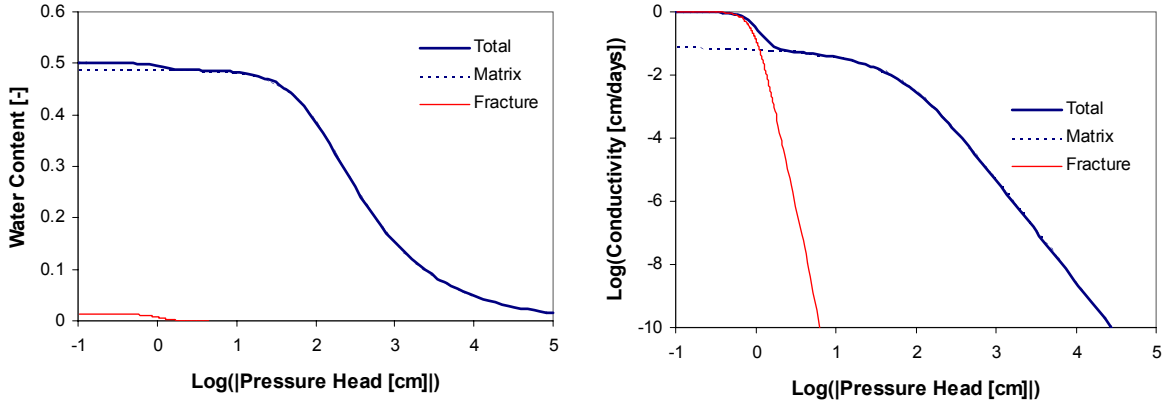 0.6
0.5
0.4
0.3
0.2
0.1
0
Water Content [-]
-1 0 1 2 3 4 5
Log(|Pressure Head [cm]|)
Total
Matrix
Fracture
0
-2
-4
-6
-8
-10
Log(Conductivity [cm/days])
-1 0 1 2 3 4 5
Log(|Pressure Head [cm]|)
Total
Matrix
Fracture